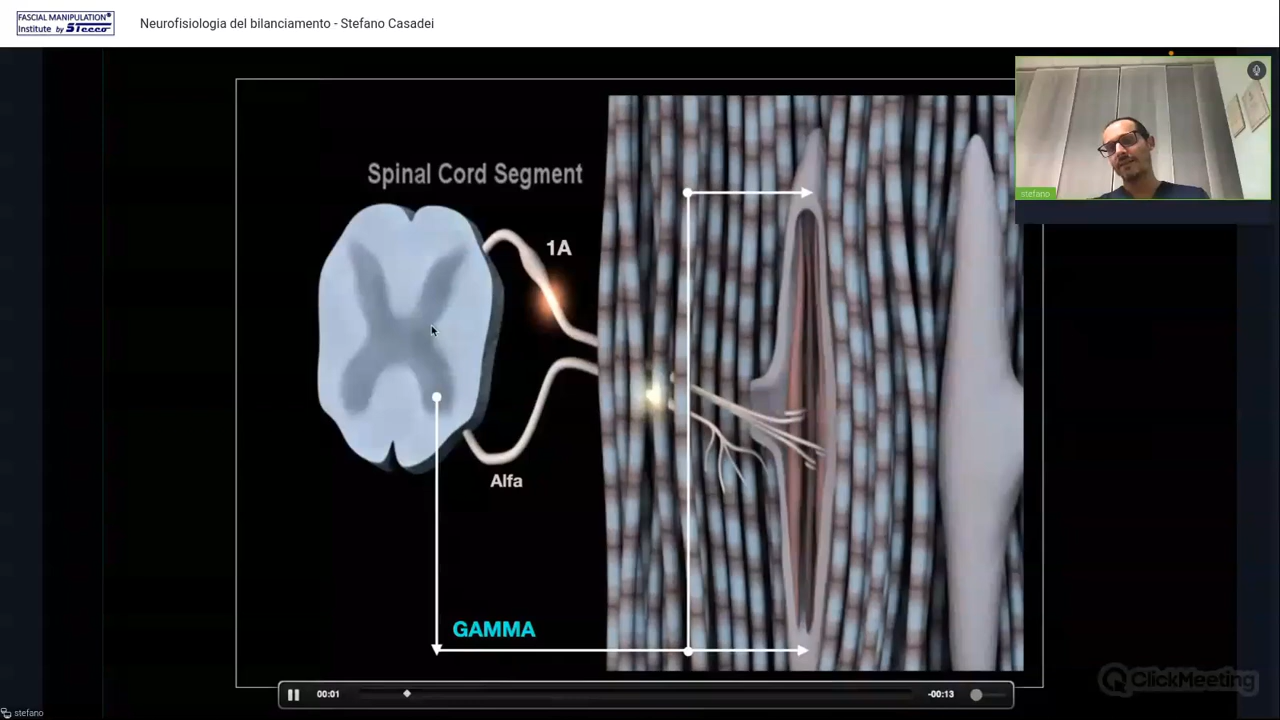 FASCIAL MANIPULATION®
Institute by Stecco
Neurofisiologia del bilanciamento - Stefano Casadei
stefano
Spinal Cord Segment
1A
Alfa
GAMMA
00:01
-00:13
ClickMeeting
stefano